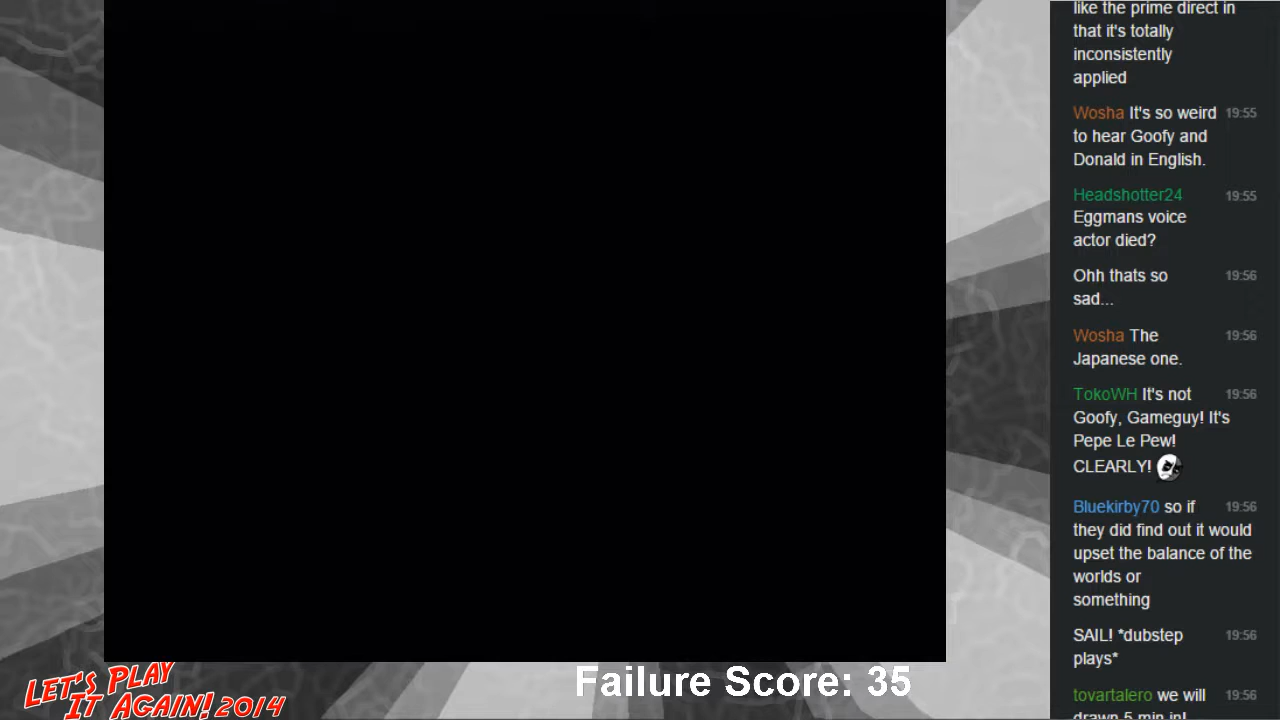 like the prime direct in
that it's totally
inconsistently
applied
Wosha It's so weird 19:55
to hear Goofy and
Donald in English.
Headshotter24 19:55
Eggmans voice
actor died?
Ohh thats so 19:56
sad...
Wosha The 19:56
Japanese one.
TokoWH It's not 19:56
Goofy, Gameguy! It's
Pepe Le Pew!
CLEARLY!
Bluekirby70 so if 19:56
they did find out it would
upset the balance of the
worlds or
something
SAIL! *dubstep 19:56
plays*
tovartalero we will 19:56
drawn 5 min in!
LET'S PLAY
IT AGAIN! 2014
Failure Score: 35